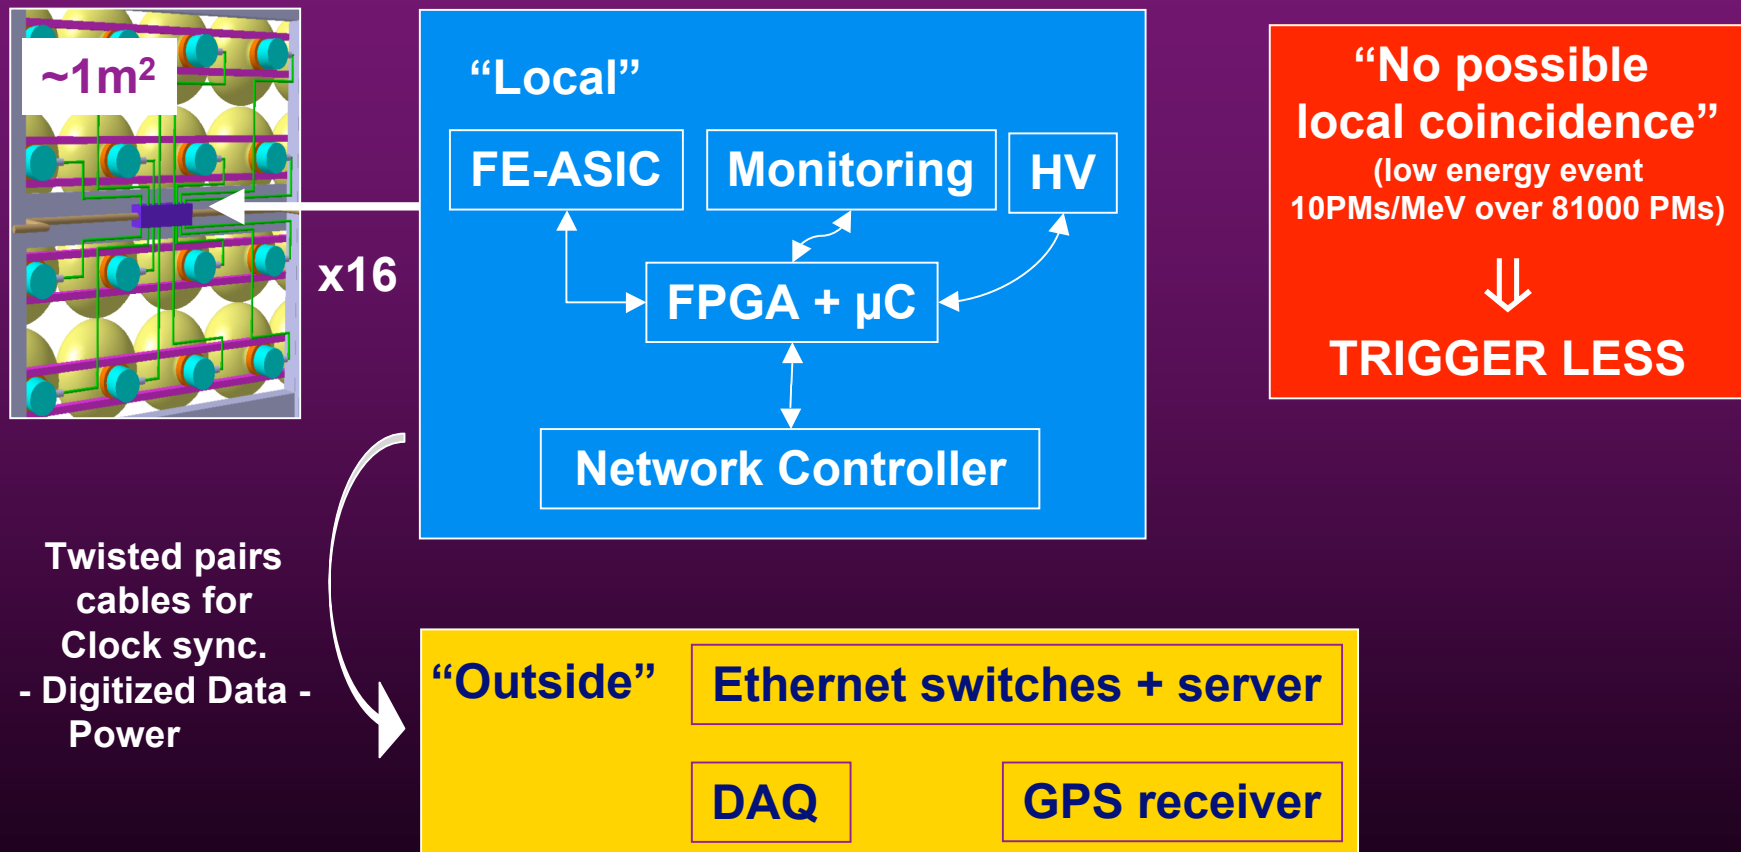 ~1m²
x16
“Local”
FE-ASIC
Monitoring
HV
FPGA + µC
Network Controller
“No possible
local coincidence”
(low energy event
10PMs/MeV over 81000 PMs)
⇓
TRIGGER LESS
Twisted pairs
cables for
Clock sync.
- Digitized Data -
Power
“Outside”
Ethernet switches + server
DAQ
GPS receiver